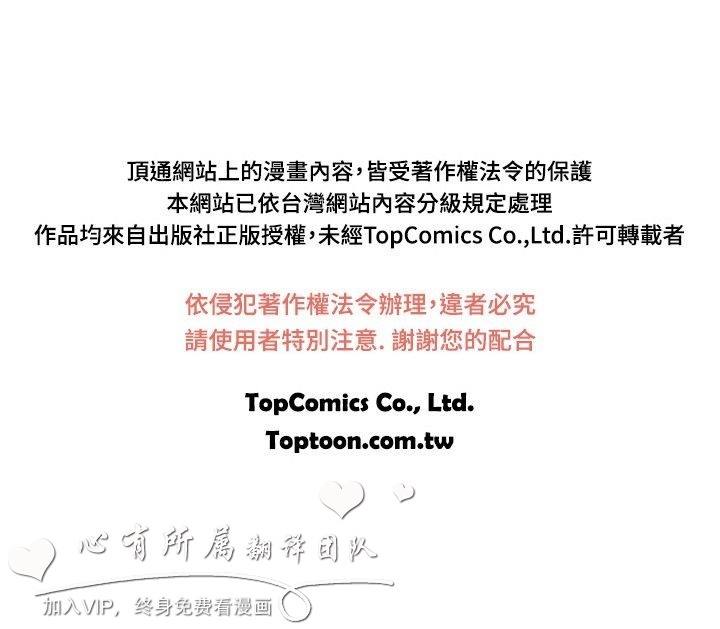 頂通網站上的漫畫內容，皆受著作權法令的保護
本網站已依台灣網站內容分級規定處理
作品均來自出版社正版授權，未經TopComics Co.,Ltd.許可轉載者
依侵犯著作權法令辦理，違者必究
請使用者特別注意. 謝謝您的配合
TopComics Co., Ltd.
Toptoon.com.tw
心有所属翻译团队
加入VIP，终身免费看漫画